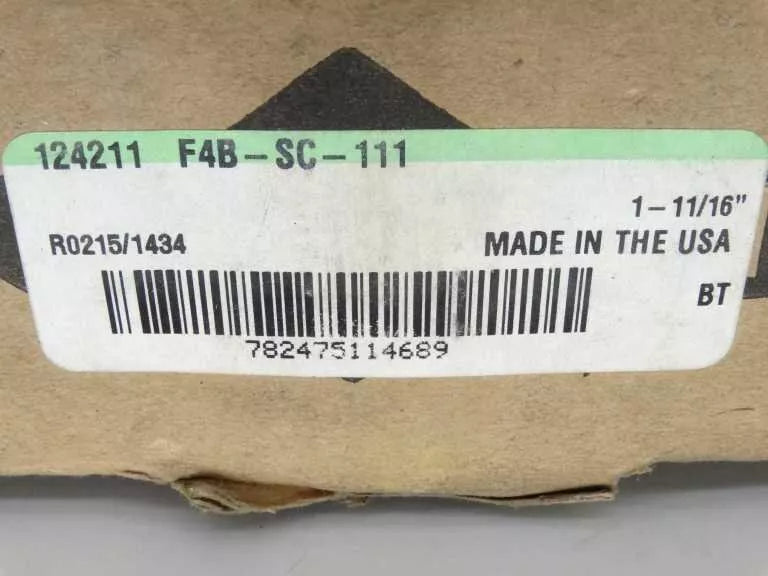 124211 F4B-SC-111
1-11/16"
R0215/1434 MADE IN THE USA
BT
782475114689